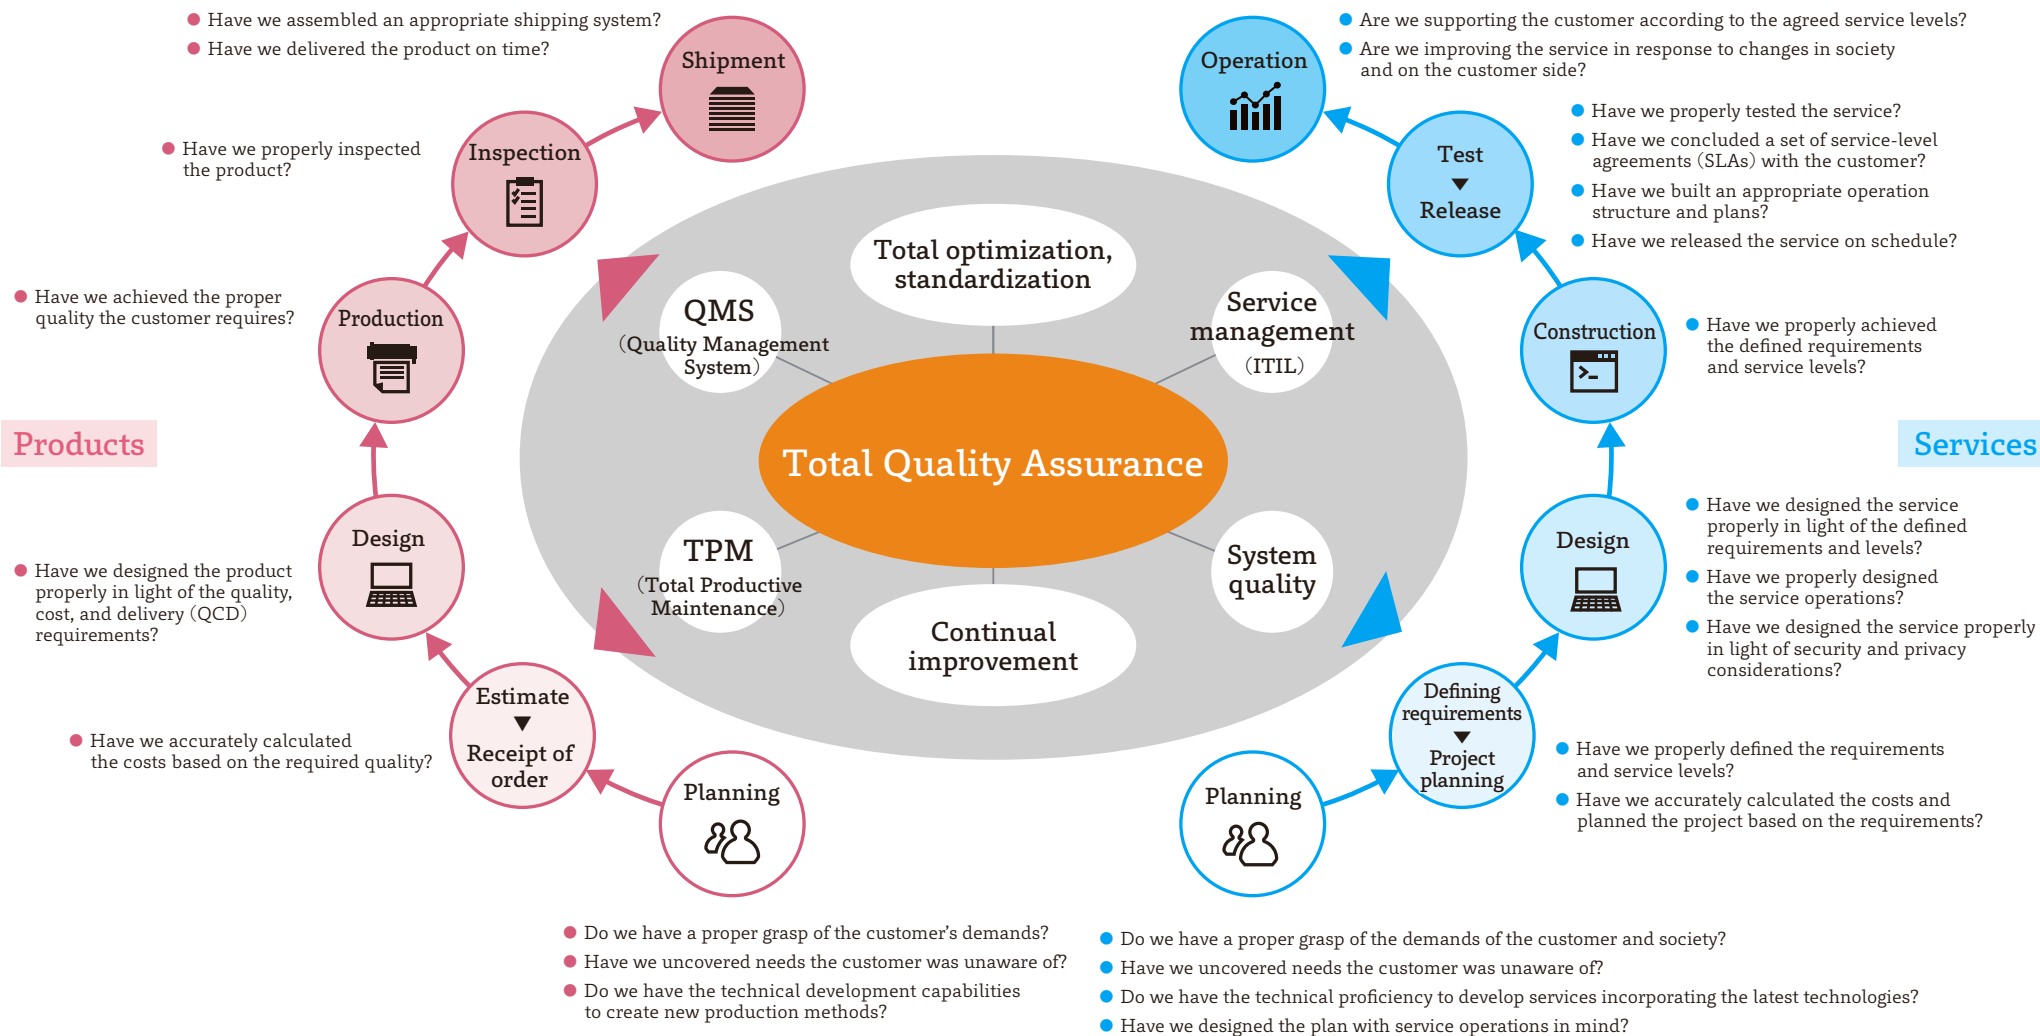 Have we assembled an appropriate shipping system?
Have we delivered the product on time?
Shipment
Have we properly inspected
the product?
Inspection
Have we achieved the proper
quality the customer requires?
Production
Products
Design
Have we designed the product
properly in light of the quality,
cost, and delivery (QCD)
requirements?
Estimate
Receipt of
order
Have we accurately calculated
the costs based on the required quality?
Planning
Do we have a proper grasp of the customer's demands?
Have we uncovered needs the customer was unaware of?
Do we have the technical development capabilities
to create new production methods?
Total optimization,
standardization
QMS
(Quality Management
System)
Service
management
(ITIL)
Total Quality Assurance
TPM
(Total Productive
Maintenance)
System
quality
Continual
improvement
Operation
Are we supporting the customer according to the agreed service levels?
Are we improving the service in response to changes in society
and on the customer side?
Test
Release
Have we properly tested the service?
Have we concluded a set of service-level
agreements (SLAs) with the customer?
Have we built an appropriate operation
structure and plans?
Have we released the service on schedule?
Construction
Have we properly achieved
the defined requirements
and service levels?
Services
Design
Have we designed the service
properly in light of the defined
requirements and levels?
Have we properly designed
the service operations?
Have we designed the service properly
in light of security and privacy
considerations?
Defining
requirements
Project
planning
Have we properly defined the requirements
and service levels?
Have we accurately calculated the costs and
planned the project based on the requirements?
Planning
Do we have a proper grasp of the demands of the customer and society?
Have we uncovered needs the customer was unaware of?
Do we have the technical proficiency to develop services incorporating the latest technologies?
Have we designed the plan with service operations in mind?